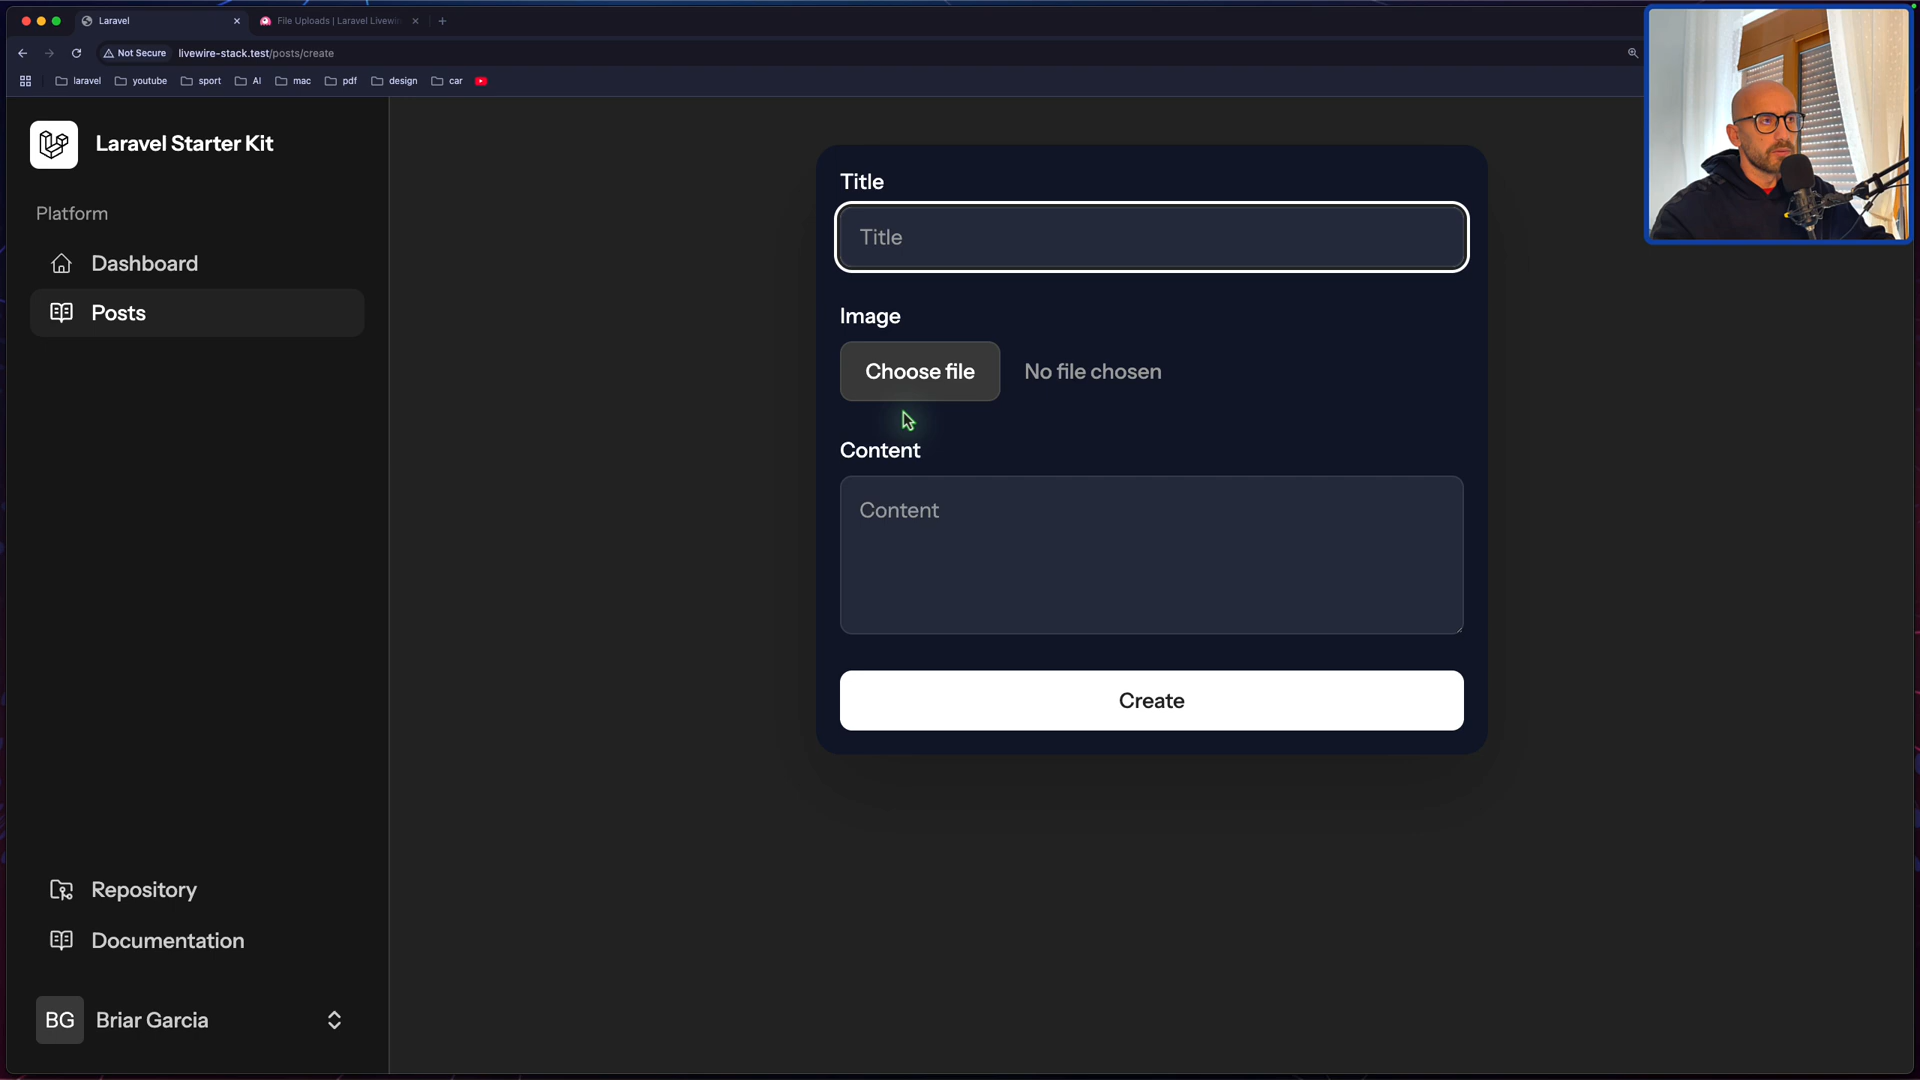 Laravel
File Uploads | Laravel Livewi
Not Secure
livewire-stack.test/posts/create
laravel
youtube
sport
AI
mac
pdf
design
car
Laravel Starter Kit
Platform
Dashboard
Posts
Title
Title
Image
Choose file
No file chosen
Content
Content
Create
Repository
Documentation
BG
Briar Garcia